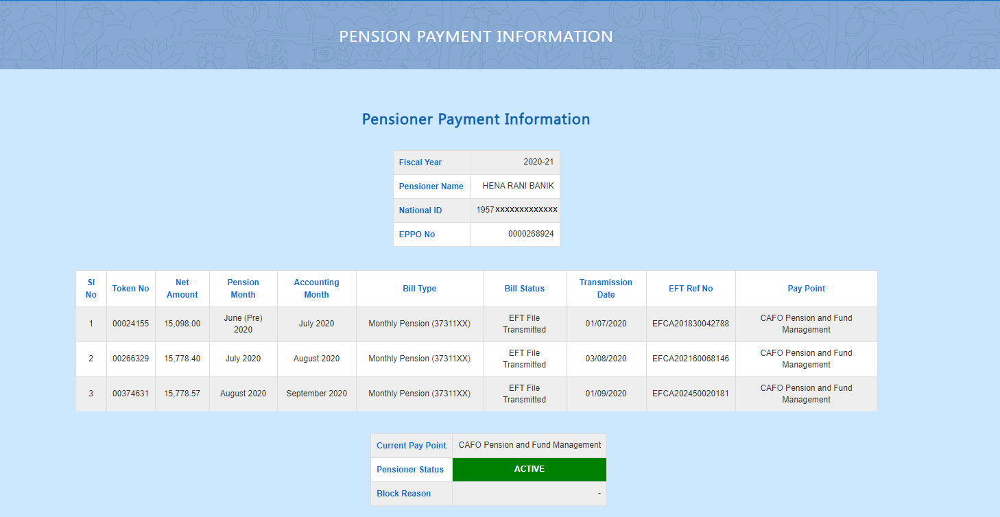 PENSION PAYMENT INFORMATION
Pensioner Payment Information
Fiscal Year 2020-21
Pensioner Name HENA RANI BANIK
National ID 1957xxxxxxxxxxxxx
EPPO No 0000268924
Sl No Token No Net Amount Pension Month Accounting Month Bill Type Bill Status Transmission Date EFT Ref No Pay Point
1 00024155 15,098.00 June (Pre) 2020 July 2020 Monthly Pension (37311XX) EFT File Transmitted 01/07/2020 EFCA201830042788 CAFO Pension and Fund Management
2 00266329 15,778.40 July 2020 August 2020 Monthly Pension (37311XX) EFT File Transmitted 03/08/2020 EFCA202160068146 CAFO Pension and Fund Management
3 00374631 15,778.57 August 2020 September 2020 Monthly Pension (37311XX) EFT File Transmitted 01/09/2020 EFCA202450020181 CAFO Pension and Fund Management
Current Pay Point CAFO Pension and Fund Management
Pensioner Status ACTIVE
Block Reason -